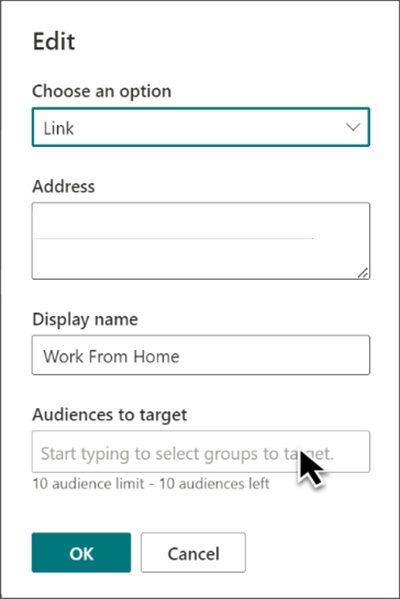 Edit
Choose an option
Link
Address
Display name
Work From Home
Audiences to target
Start typing to select groups to target.
10 audience limit - 10 audiences left
OK
Cancel